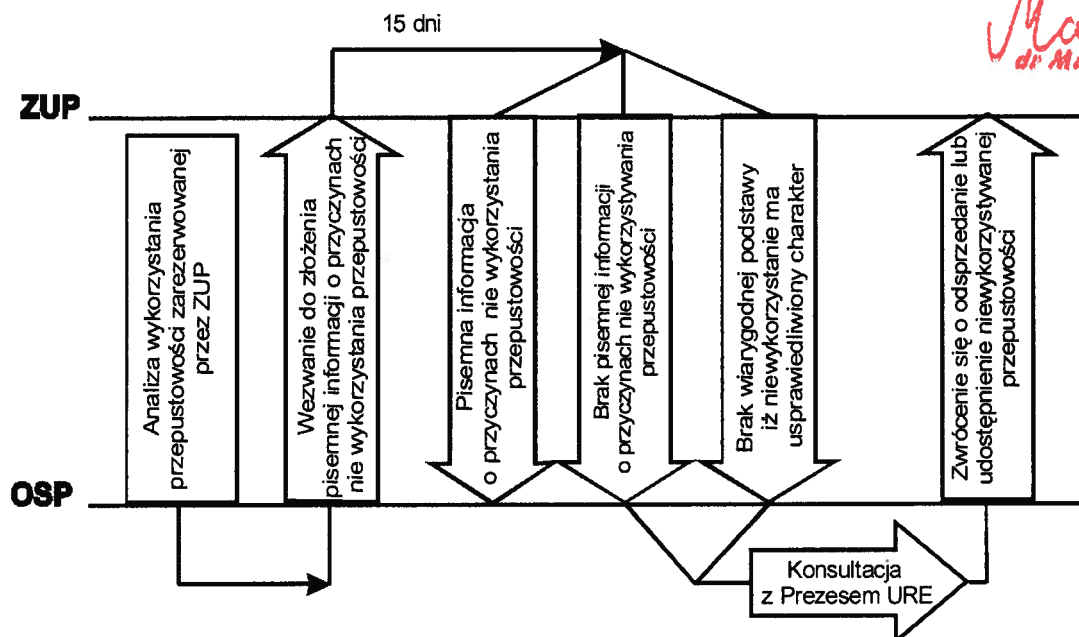 15 dni
ZUP
Analiza wykorzystania
przepustowości zarezerwowanej
przez ZUP
Wezwanie do złożenia
pisemnej informacji o przyczynach
nie wykorzystania przepustowości
Pisemna informacja
o przyczynach nie wykorzystania
przepustowości
Brak pisemnej informacji
o przyczynach nie wykorzystywania
przepustowości
Brak wiarygodnej podstawy
iż niewykorzystanie ma
usprawiedliwiony charakter
Zwrócenie się o odsprzedanie lub
udostępnienie niewykorzystywanej
przepustowości
OSP
Konsultacja
z Prezesem URE
dr